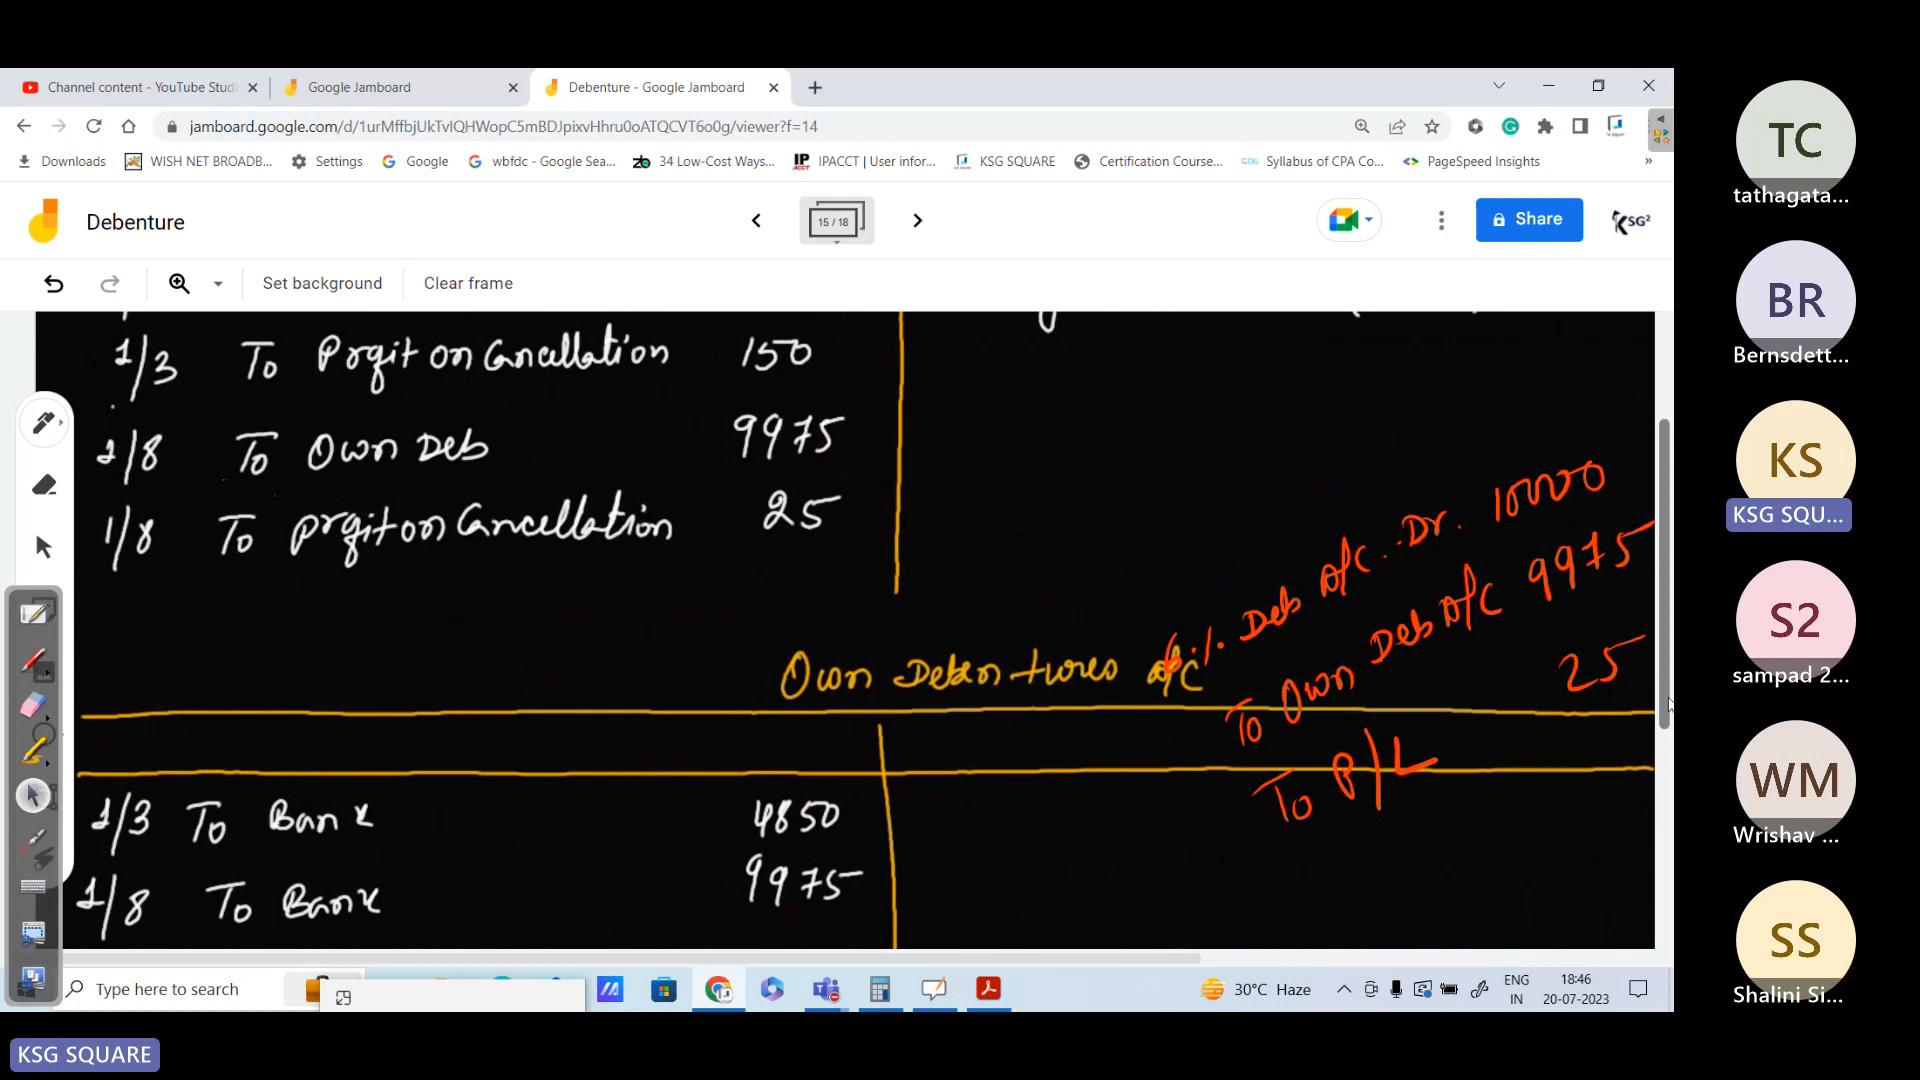 Channel content - YouTube Studi
Google Jamboard
Debenture - Google Jamboard
jamboard.google.com/d/1urMffbjUkTvIQHWopC5mBDJpixvHhru0oATQCVT6o0g/viewer?f=14
Downloads
WISH NET BROADB...
Settings
Google
wbfdc - Google Sea...
34 Low-Cost Ways...
IPACCT | User infor...
KSG SQUARE
Certification Course...
Syllabus of CPA Co...
PageSpeed Insights
»
Debenture
15 / 18
Share
KSG²
Set background
Clear frame
1/3 To Profit on Cancellation 150
1/8 To Own Deb 9975
1/8 To Profit on Cancellation 25
6% Deb A/C .. Dr. 10000
To Own Deb A/C 9975
To P/L 25
Own Debentures A/C
1/3 To Bank 4850
1/8 To Bank 9975
Type here to search
30°C Haze
ENG
IN
18:46
20-07-2023
TC
tathagata...
BR
Bernsdett...
KS
KSG SQU...
S2
sampad 2...
WM
Wrishav ...
SS
Shalini Si...
KSG SQUARE